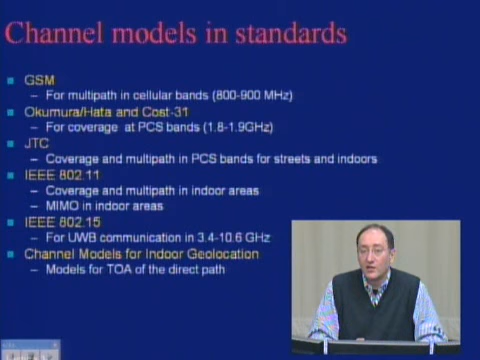 Channel models in standards
GSM
– For multipath in cellular bands (800-900 MHz)
Okumura/Hata and Cost-31
– For coverage at PCS bands (1.8-1.9GHz)
JTC
– Coverage and multipath in PCS bands for streets and indoors
IEEE 802.11
– Coverage and multipath in indoor areas
– MIMO in indoor areas
IEEE 802.15
– For UWB communication in 3.4-10.6 GHz
Channel Models for Indoor Geolocation
– Models for TOA of the direct path